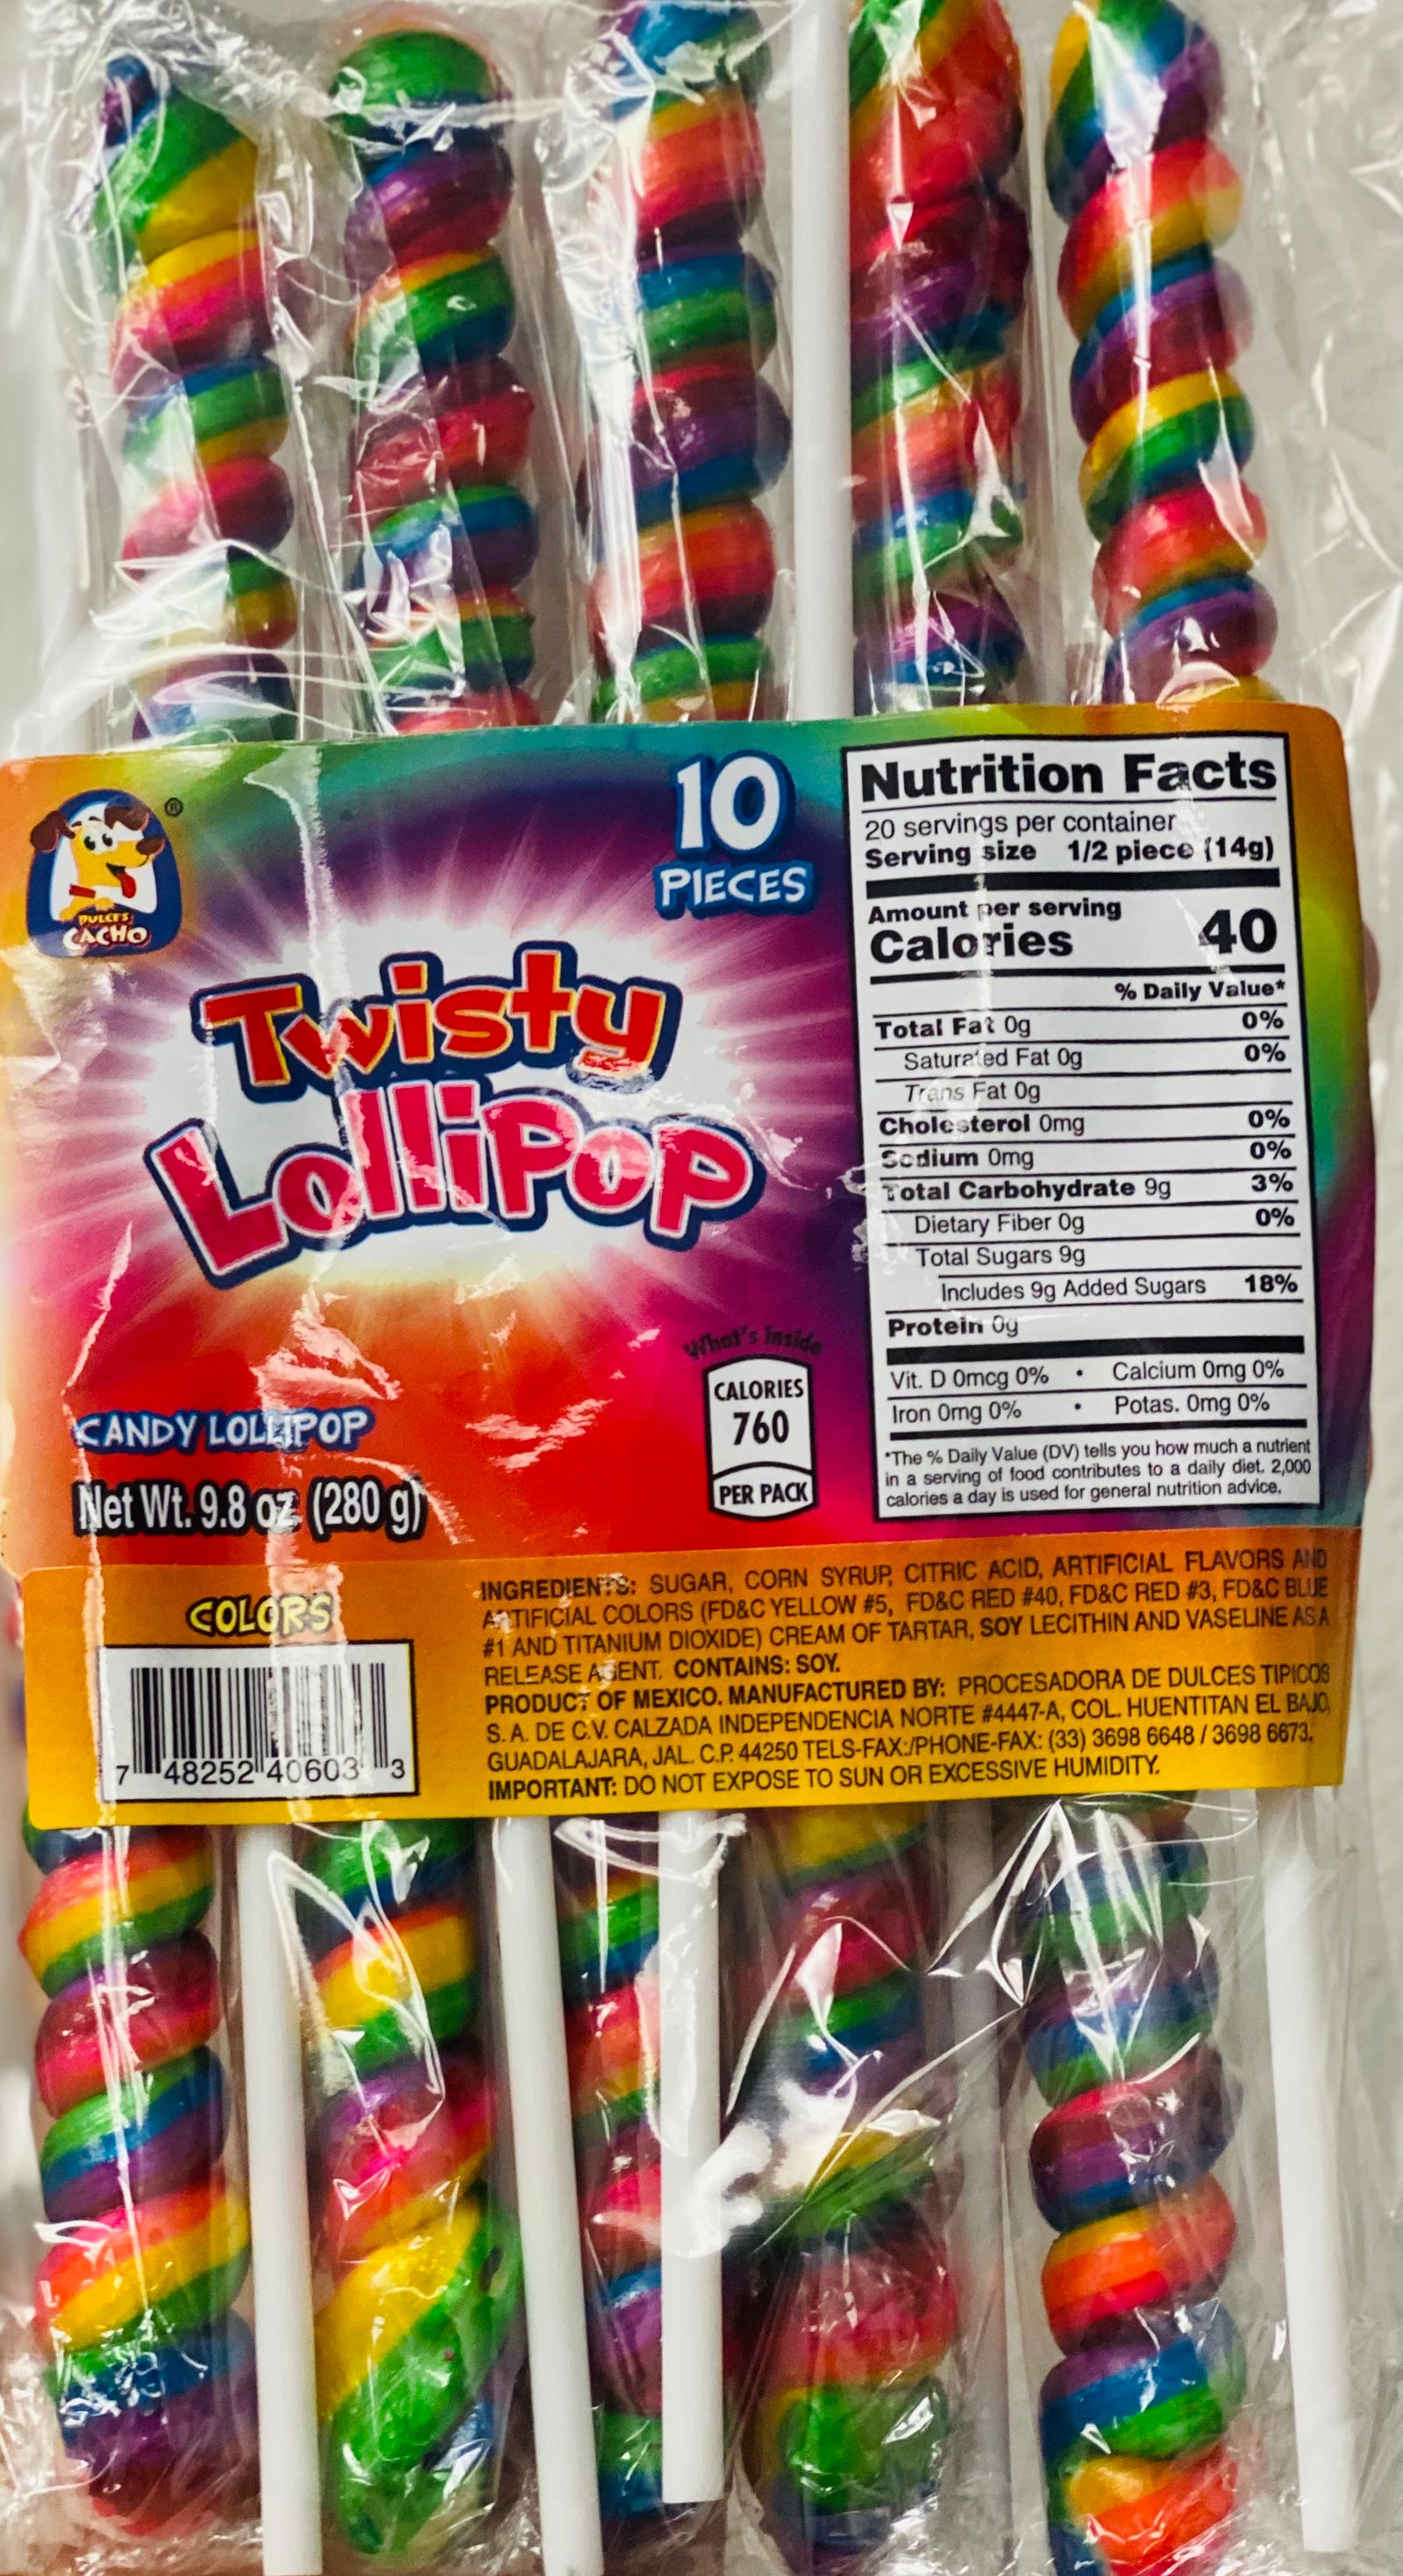 ®
DULCES
CACHO
10
PIECES
Twisty
LolliPop
CANDY LOLLIPOP
Net Wt. 9.8 oz. (280 g)
What's Inside
CALORIES
760
PER PACK
Nutrition Facts
20 servings per container
Serving size 1/2 piece (14g)
Amount per serving
Calories 40
% Daily Value*
Total Fat 0g 0%
Saturated Fat 0g 0%
Trans Fat 0g
Cholesterol 0mg 0%
Sodium 0mg 0%
Total Carbohydrate 9g 3%
Dietary Fiber 0g 0%
Total Sugars 9g
Includes 9g Added Sugars 18%
Protein 0g
Vit. D 0mcg 0% • Calcium 0mg 0%
Iron 0mg 0% • Potas. 0mg 0%
*The % Daily Value (DV) tells you how much a nutrient
in a serving of food contributes to a daily diet. 2,000
calories a day is used for general nutrition advice.
COLORS
7 48252 40603 3
INGREDIENTS: SUGAR, CORN SYRUP, CITRIC ACID, ARTIFICIAL FLAVORS AND
ARTIFICIAL COLORS (FD&C YELLOW #5, FD&C RED #40, FD&C RED #3, FD&C BLUE
#1 AND TITANIUM DIOXIDE) CREAM OF TARTAR, SOY LECITHIN AND VASELINE AS A
RELEASE AGENT. CONTAINS: SOY.
PRODUCT OF MEXICO. MANUFACTURED BY: PROCESADORA DE DULCES TIPICOS
S. A. DE C.V. CALZADA INDEPENDENCIA NORTE #4447-A, COL. HUENTITAN EL BAJO,
GUADALAJARA, JAL. C.P. 44250 TELS-FAX:/PHONE-FAX: (33) 3698 6648 / 3698 6673.
IMPORTANT: DO NOT EXPOSE TO SUN OR EXCESSIVE HUMIDITY.